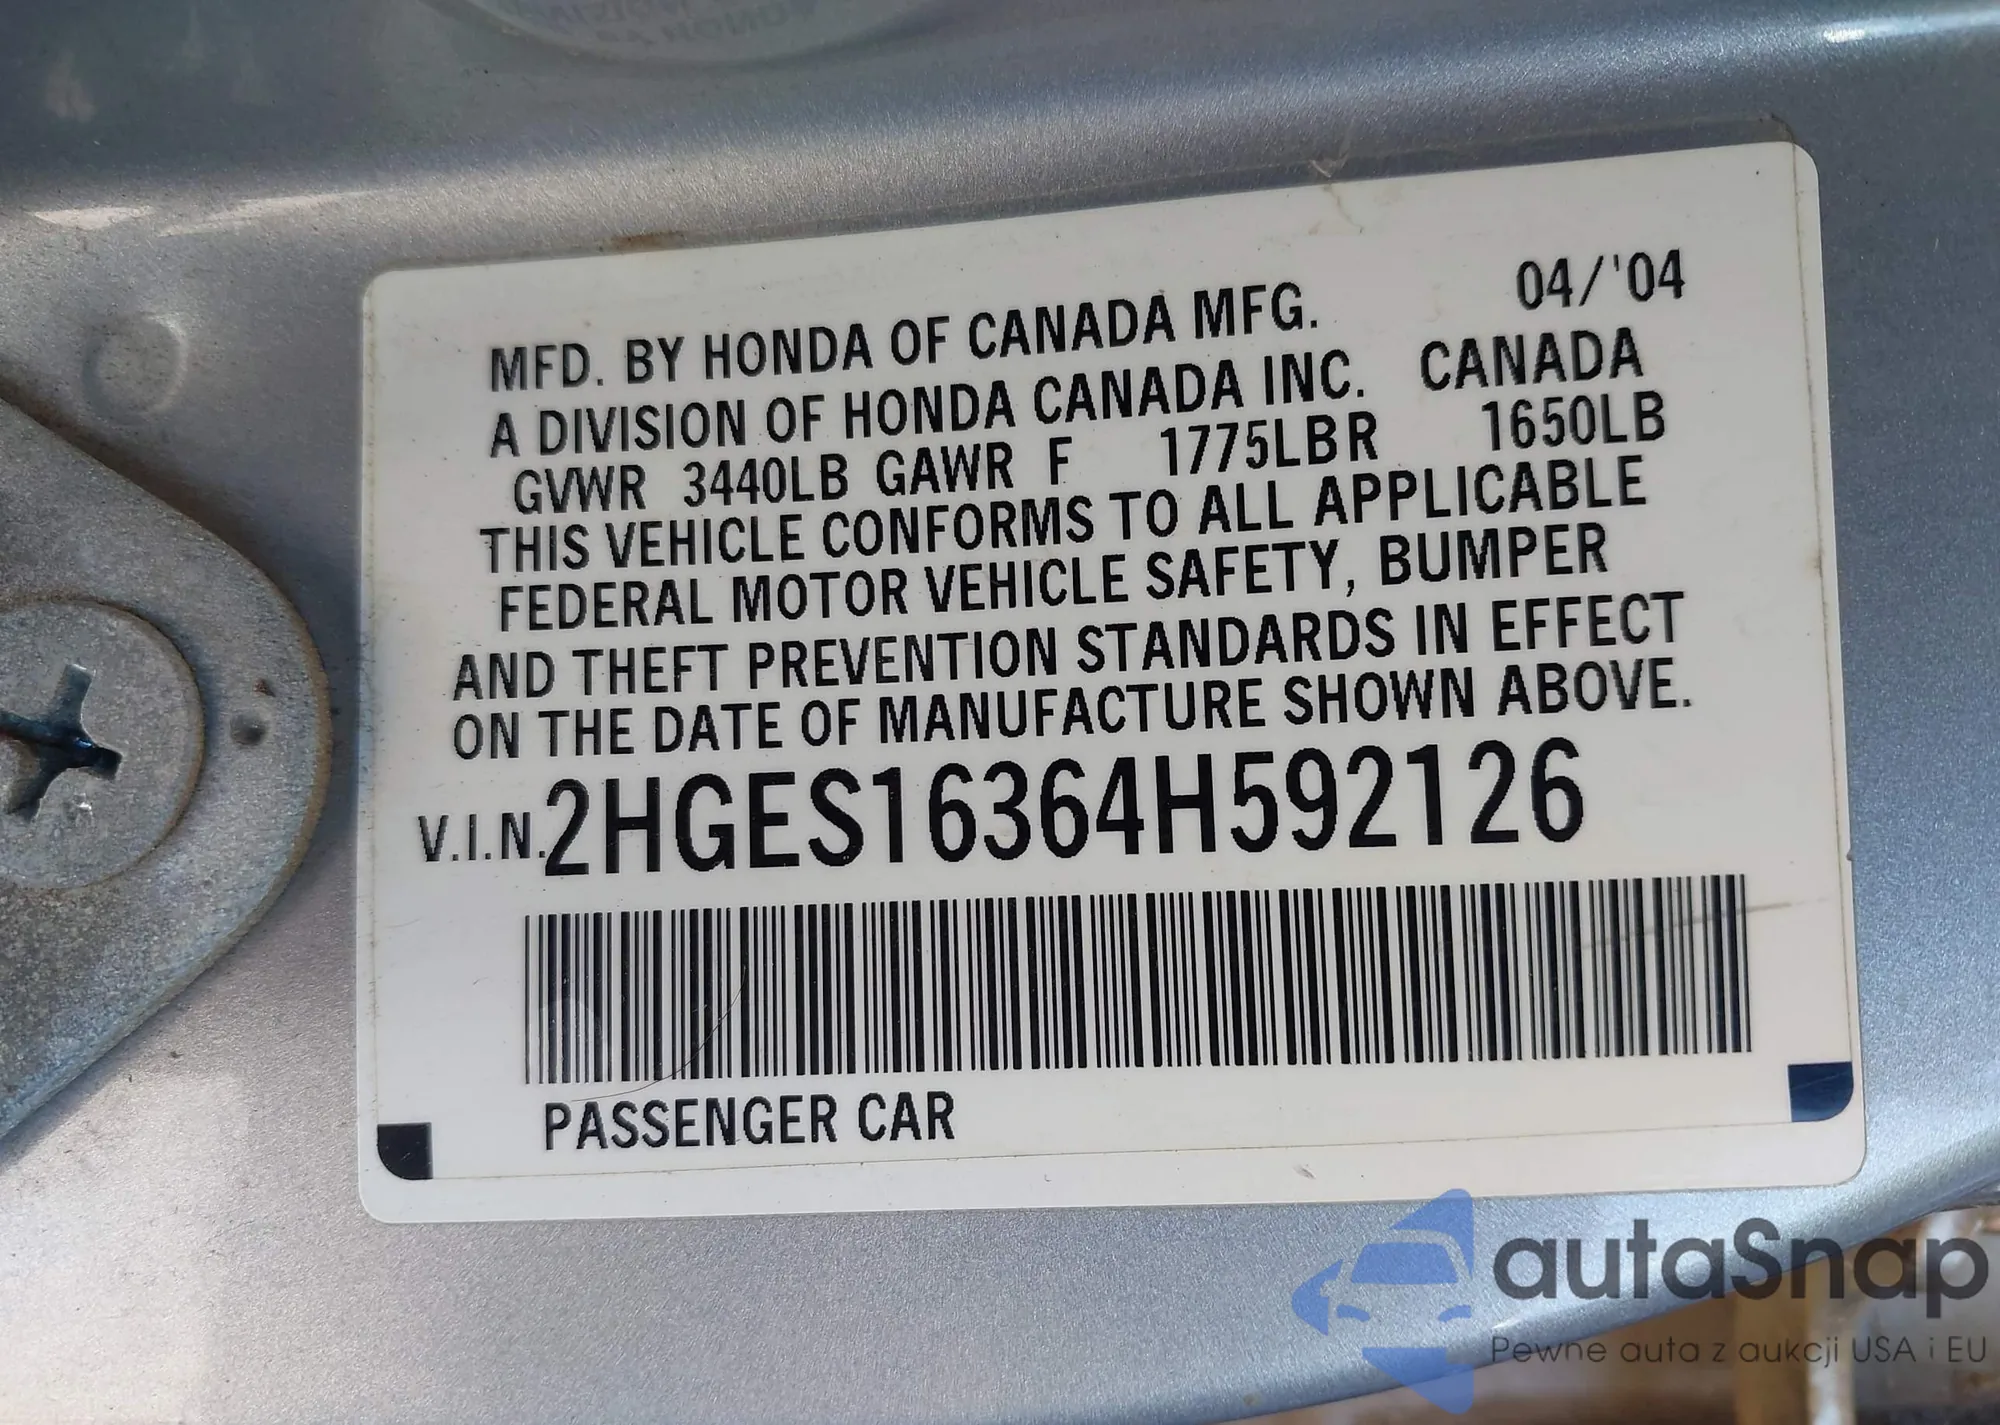 MFD. BY HONDA OF CANADA MFG. 04/'04
A DIVISION OF HONDA CANADA INC. CANADA
GVWR 3440LB GAWR F 1775LB R 1650LB
THIS VEHICLE CONFORMS TO ALL APPLICABLE
FEDERAL MOTOR VEHICLE SAFETY, BUMPER
AND THEFT PREVENTION STANDARDS IN EFFECT
ON THE DATE OF MANUFACTURE SHOWN ABOVE.
V.I.N. 2HGES16364H592126
PASSENGER CAR
autaSnap
Pewne auta z aukcji USA i EU